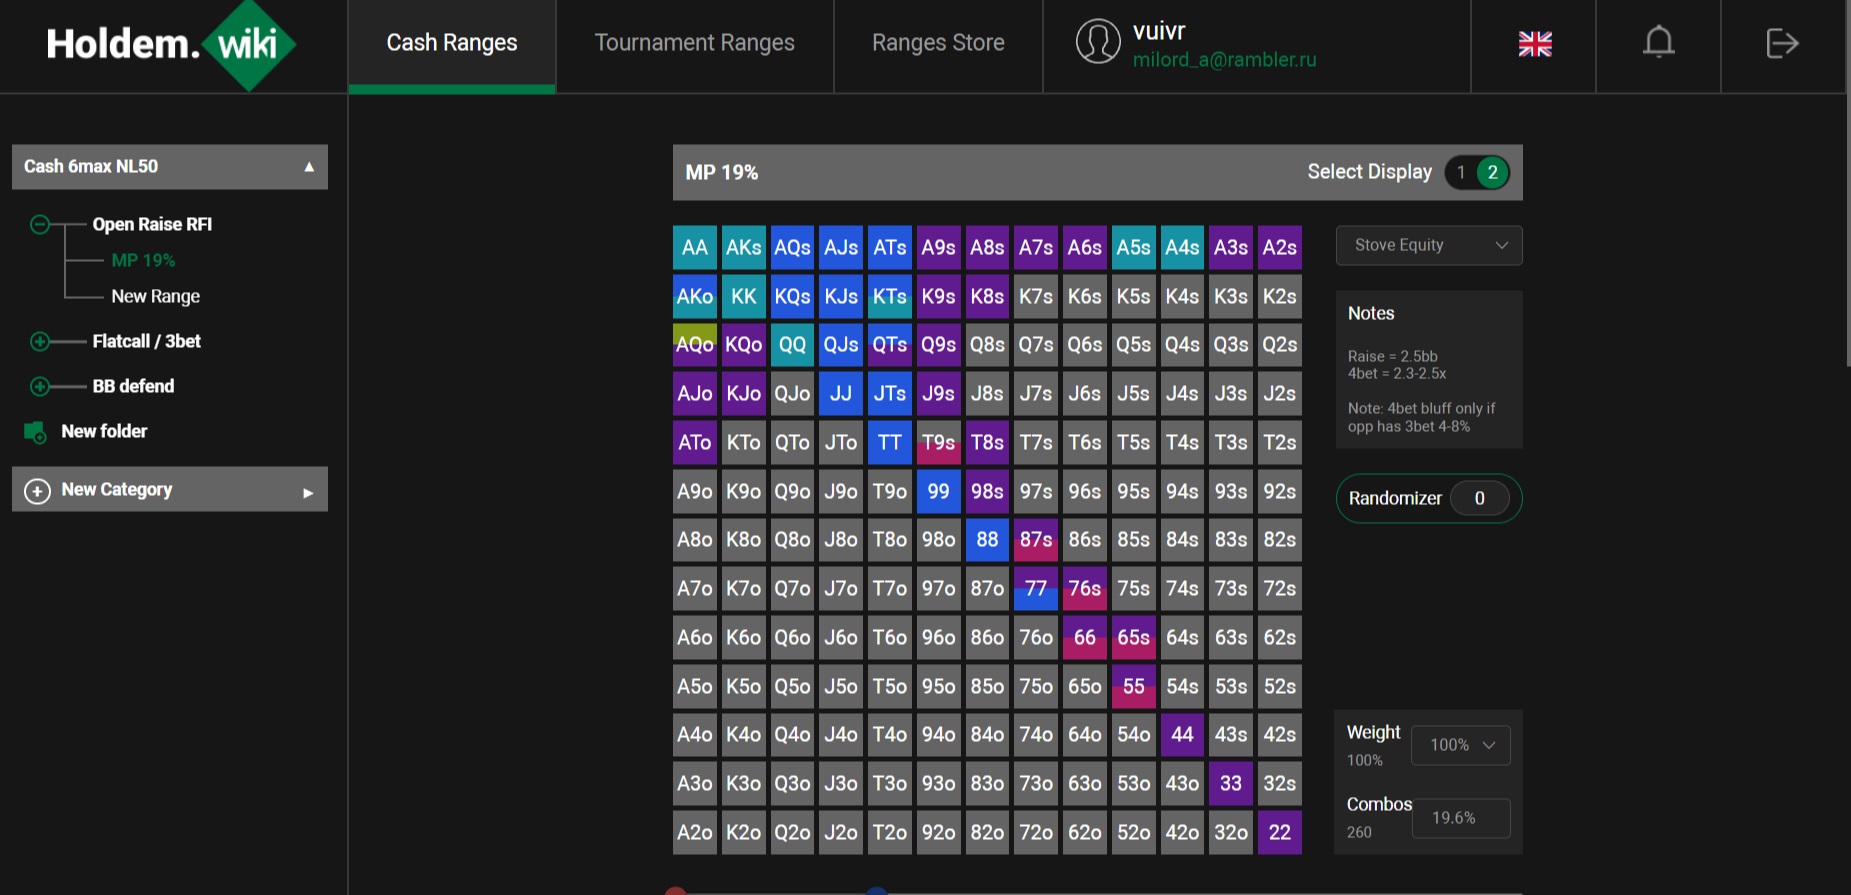 Holdem. wiki
Cash Ranges
Tournament Ranges
Ranges Store
vuivr
milord_a@rambler.ru
Cash 6max NL50 ▲
Open Raise RFI
MP 19%
New Range
Flatcall / 3bet
BB defend
New folder
New Category ▶
MP 19%
Select Display 1 2
AA AKs AQs AJs ATs A9s A8s A7s A6s A5s A4s A3s A2s
AKo KK KQs KJs KTs K9s K8s K7s K6s K5s K4s K3s K2s
AQo KQo QQ QJs QTs Q9s Q8s Q7s Q6s Q5s Q4s Q3s Q2s
AJo KJo QJo JJ JTs J9s J8s J7s J6s J5s J4s J3s J2s
ATo KTo QTo JTo TT T9s T8s T7s T6s T5s T4s T3s T2s
A9o K9o Q9o J9o T9o 99 98s 97s 96s 95s 94s 93s 92s
A8o K8o Q8o J8o T8o 98o 88 87s 86s 85s 84s 83s 82s
A7o K7o Q7o J7o T7o 97o 87o 77 76s 75s 74s 73s 72s
A6o K6o Q6o J6o T6o 96o 86o 76o 66 65s 64s 63s 62s
A5o K5o Q5o J5o T5o 95o 85o 75o 65o 55 54s 53s 52s
A4o K4o Q4o J4o T4o 94o 84o 74o 64o 54o 44 43s 42s
A3o K3o Q3o J3o T3o 93o 83o 73o 63o 53o 43o 33 32s
A2o K2o Q2o J2o T2o 92o 82o 72o 62o 52o 42o 32o 22
Stove Equity
Notes
Raise = 2.5bb
4bet = 2.3-2.5x
Note: 4bet bluff only if
opp has 3bet 4-8%
Randomizer 0
Weight
100%
100%
Combos
260
19.6%